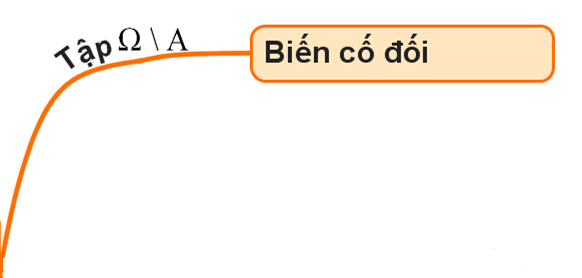 Tập Ω \ A
Biến cố đối